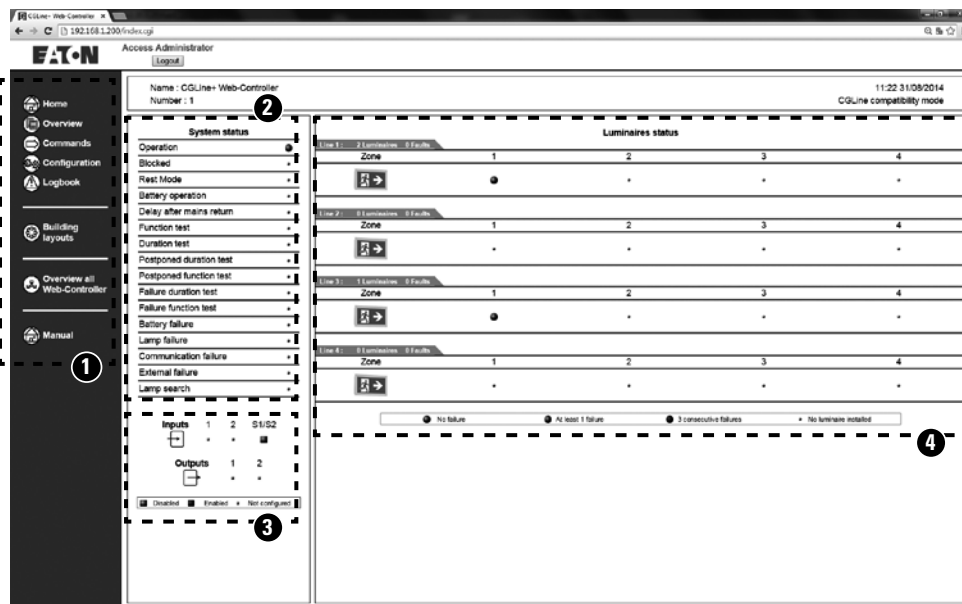 CGLine+ Web-Controller
192.168.1.200/index.cgi
EATON
Access Administrator
Logout
Home
Overview
Commands
Configuration
Logbook
Building
layouts
Overview all
Web-Controller
Manual
1
Name : CGLine+ Web-Controller
Number : 1
11:22 31/08/2014
CGLine compatibility mode
2
System status
Operation
Blocked
Rest Mode
Battery operation
Delay after mains return
Function test
Duration test
Postponed duration test
Postponed function test
Failure duration test
Failure function test
Battery failure
Lamp failure
Communication failure
External failure
Lamp search
Inputs 1 2 S1/S2
Outputs 1 2
Disabled Enabled Not configured
3
Luminaires status
Line 1 : 2 Luminaires 0 Faults
Zone 1 2 3 4
Line 2 : 0 Luminaires 0 Faults
Zone 1 2 3 4
Line 3 : 1 Luminaires 0 Faults
Zone 1 2 3 4
Line 4 : 0 Luminaires 0 Faults
Zone 1 2 3 4
No failure At least 1 failure 3 consecutive failures No luminaire installed
4